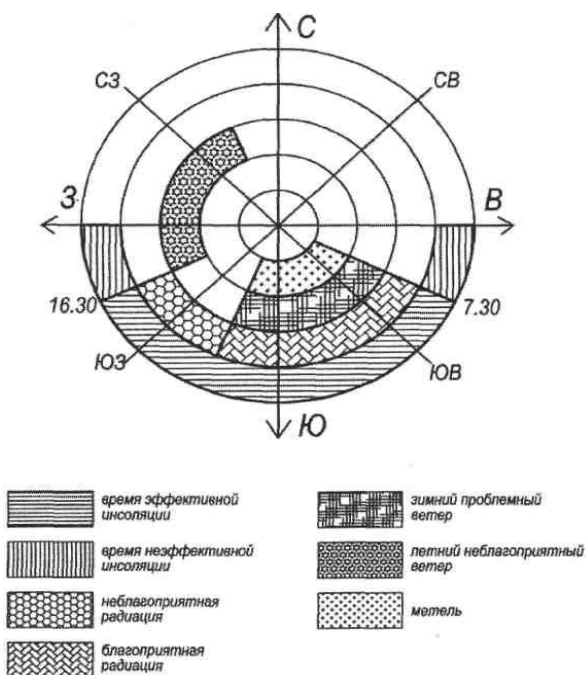 С
СЗ
СВ
З
В
16.30
7.30
ЮЗ
ЮВ
Ю
время эффективной
инсоляции
время неэффективной
инсоляции
неблагоприятная
радиация
благоприятная
радиация
зимний проблемный
ветер
летний неблагоприятный
ветер
метель